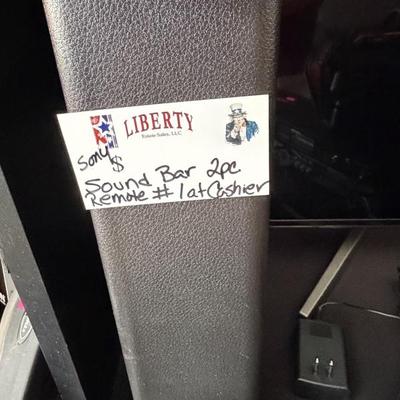 LIBERTY
Estate Sales, LLC
Sony
$
Sound Bar 2pc
Remote # 1 at Cashier